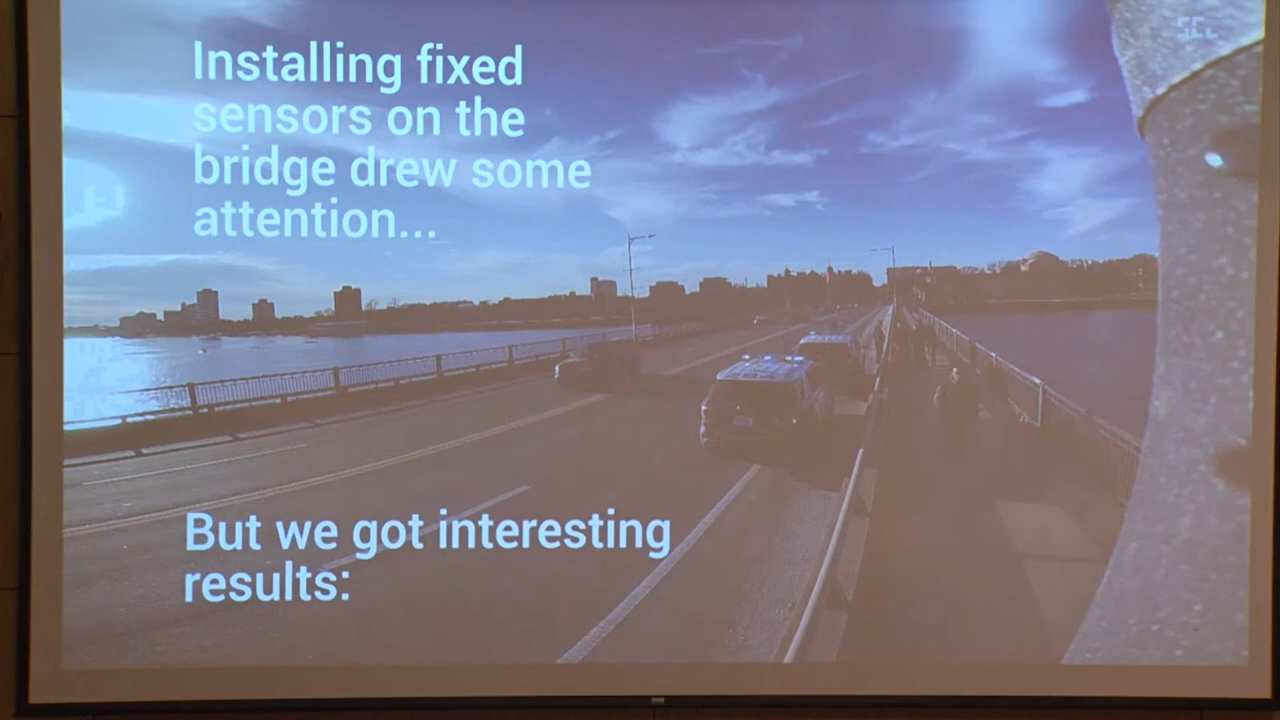 Installing fixed
sensors on the
bridge drew some
attention...
But we got interesting
results: